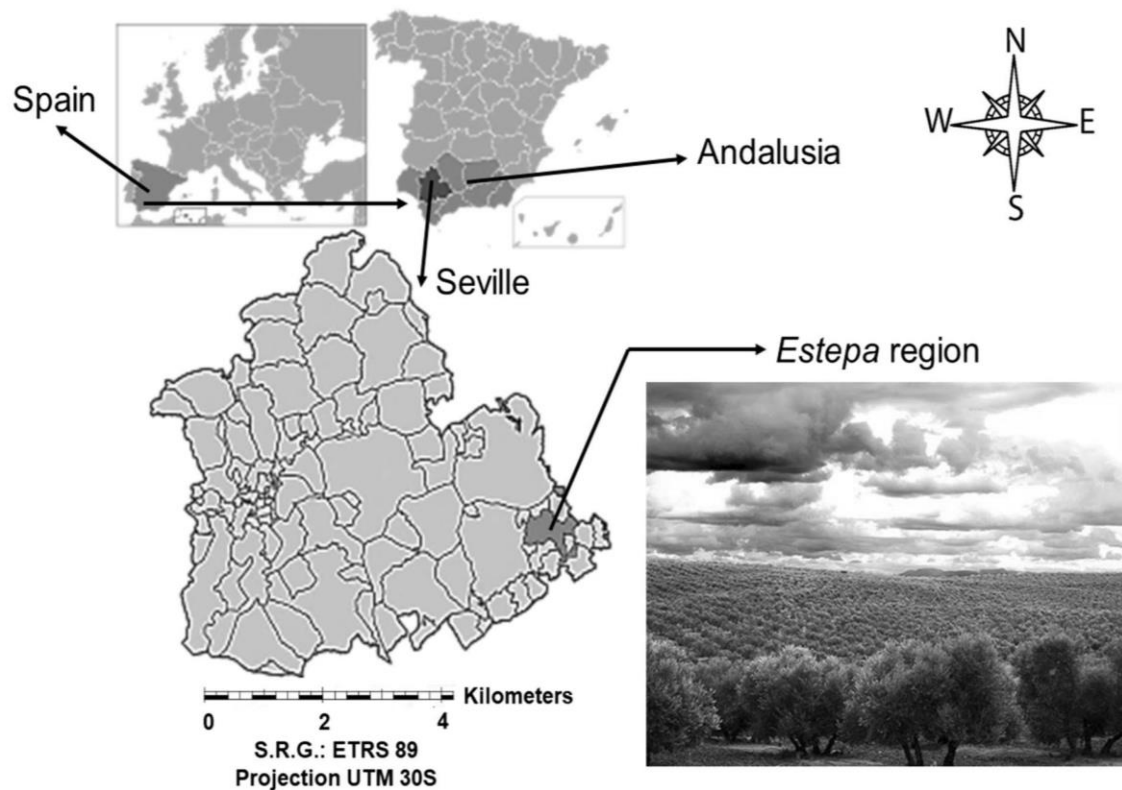 Spain
Andalusia
N
W E
S
Seville
Estepa region
Kilometers
0 2 4
S.R.G.: ETRS 89
Projection UTM 30S